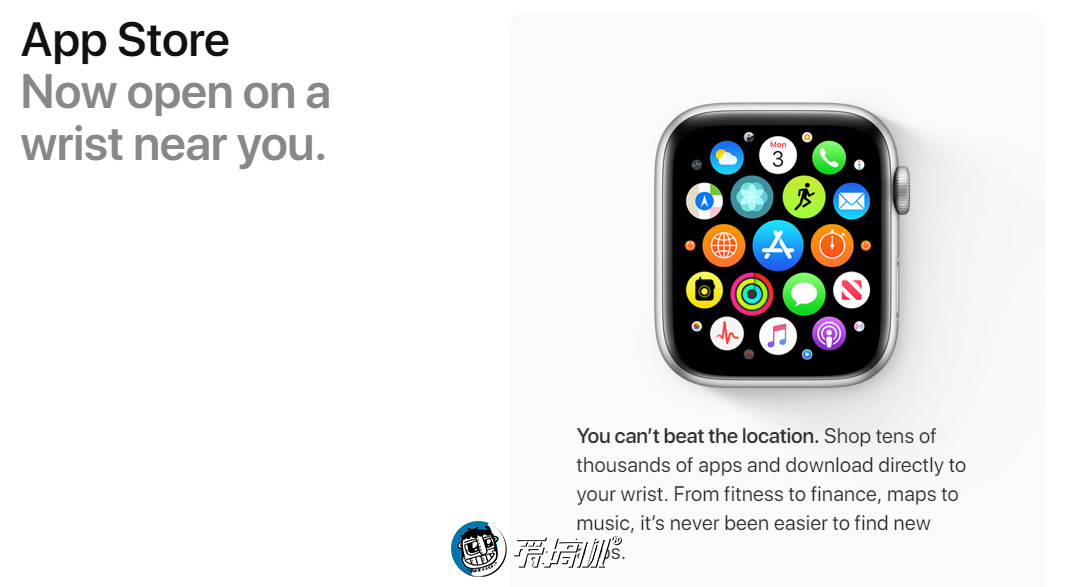 App Store
Now open on a
wrist near you.
Mon
3
You can’t beat the location. Shop tens of
thousands of apps and download directly to
your wrist. From fitness to finance, maps to
music, it’s never been easier to find new